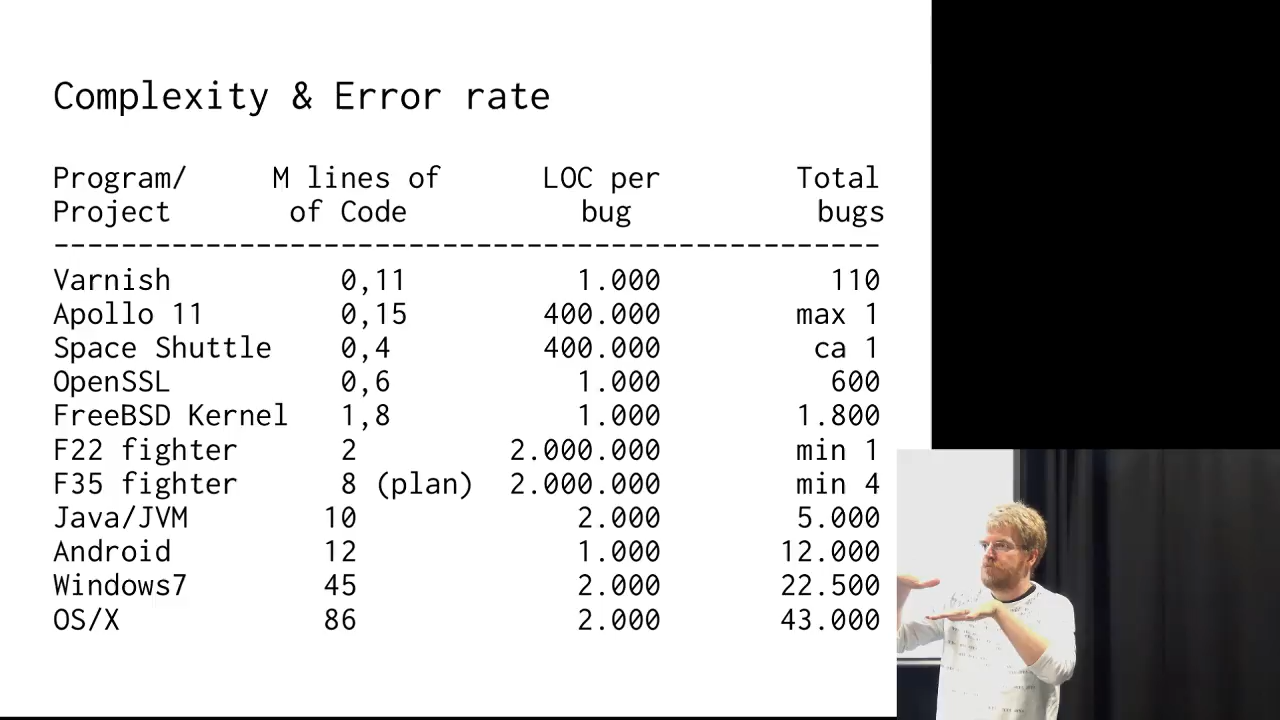 Complexity & Error rate
Program/ M lines of LOC per Total
Project of Code bug bugs
--------------------------------------------------
Varnish 0,11 1.000 110
Apollo 11 0,15 400.000 max 1
Space Shuttle 0,4 400.000 ca 1
OpenSSL 0,6 1.000 600
FreeBSD Kernel 1,8 1.000 1.800
F22 fighter 2 2.000.000 min 1
F35 fighter 8 (plan) 2.000.000 min 4
Java/JVM 10 2.000 5.000
Android 12 1.000 12.000
Windows7 45 2.000 22.500
OS/X 86 2.000 43.000